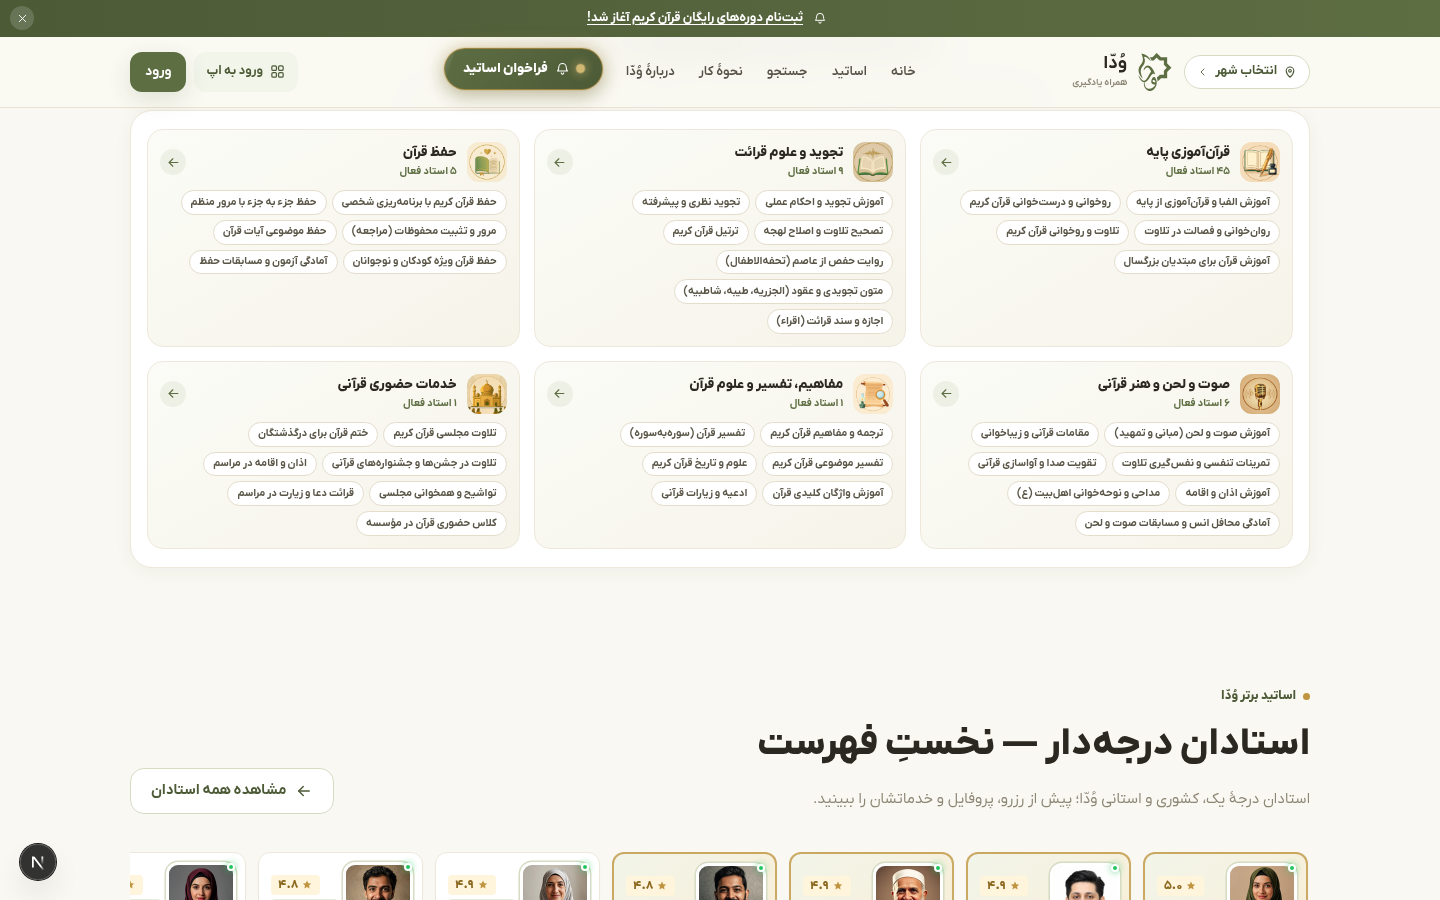 ثبت‌نام دوره‌های رایگان قرآن کریم آغاز شد!
انتخاب شهر
وُدّا
همراه یادگیری
خانه
اساتید
جستجو
نحوهٔ کار
دربارهٔ وُدّا
فراخوان اساتید
ورود به اپ
ورود
قرآن‌آموزی پایه
۴۵ استاد فعال
آموزش الفبا و قرآن‌آموزی از پایه
روخوانی و درست‌خوانی قرآن کریم
روان‌خوانی و فصاحت در تلاوت
تلاوت و روخوانی قرآن کریم
آموزش قرآن برای مبتدیان بزرگسال
تجوید و علوم قرائت
۹ استاد فعال
آموزش تجوید و احکام عملی
تجوید نظری و پیشرفته
تصحیح تلاوت و اصلاح لهجه
ترتیل قرآن کریم
روایت حفص از عاصم (تحفه‌الاطفال)
متون تجویدی و عقود (الجزریه، طیبه، شاطبیه)
اجازه و سند قرائت (اقراء)
حفظ قرآن
۵ استاد فعال
حفظ قرآن کریم با برنامه‌ریزی شخصی
حفظ جزء به جزء با مرور منظم
مرور و تثبیت محفوظات (مراجعه)
حفظ موضوعی آیات قرآن
حفظ قرآن ویژه کودکان و نوجوانان
آمادگی آزمون و مسابقات حفظ
صوت و لحن و هنر قرآنی
۶ استاد فعال
آموزش صوت و لحن (مبانی و تمهید)
مقامات قرآنی و زیباخوانی
تمرینات تنفسی و نفس‌گیری تلاوت
تقویت صدا و آواسازی قرآنی
آموزش اذان و اقامه
مداحی و نوحه‌خوانی اهل‌بیت (ع)
آمادگی محافل انس و مسابقات صوت و لحن
مفاهیم، تفسیر و علوم قرآن
۱ استاد فعال
ترجمه و مفاهیم قرآن کریم
تفسیر قرآن (سوره‌به‌سوره)
تفسیر موضوعی قرآن کریم
علوم و تاریخ قرآن کریم
آموزش واژگان کلیدی قرآن
ادعیه و زیارات قرآنی
خدمات حضوری قرآنی
۱ استاد فعال
تلاوت مجلسی قرآن کریم
ختم قرآن برای درگذشتگان
تلاوت در جشن‌ها و جشنواره‌های قرآنی
اذان و اقامه در مراسم
تواشیح و همخوانی مجلسی
قرائت دعا و زیارت در مراسم
کلاس حضوری قرآن در مؤسسه
اساتید برتر وُدّا
استادان درجه‌دار — نخستِ فهرست
استادان درجهٔ یک، کشوری و استانی وُدّا؛ پیش از رزرو، پروفایل و خدماتشان را ببینید.
مشاهده همه استادان
۵.۰
۴.۹
۴.۹
۴.۸
۴.۹
۴.۸
N